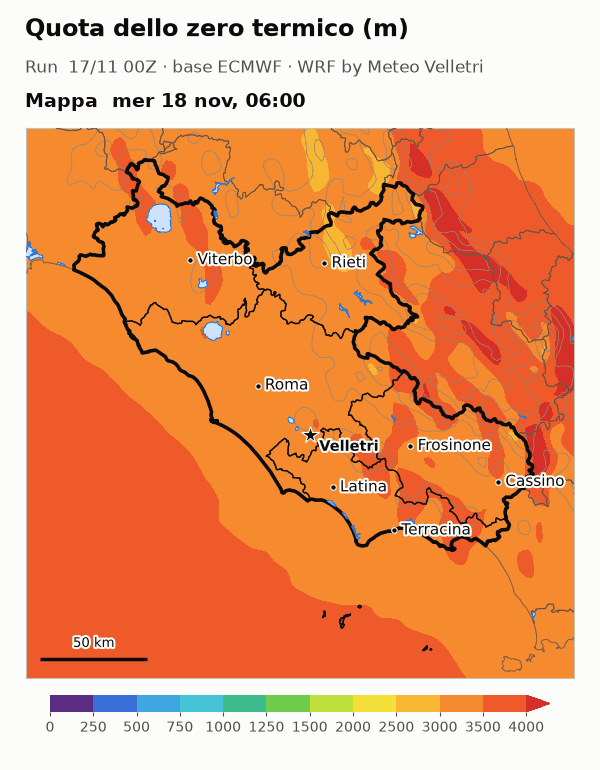 Quota dello zero termico (m)
Run 17/11 00Z · base ECMWF · WRF by Meteo Velletri
Mappa mer 18 nov, 06:00
Viterbo
Rieti
Roma
Velletri
Frosinone
Cassino
Latina
Terracina
50 km
0 250 500 750 1000 1250 1500 2000 2500 3000 3500 4000